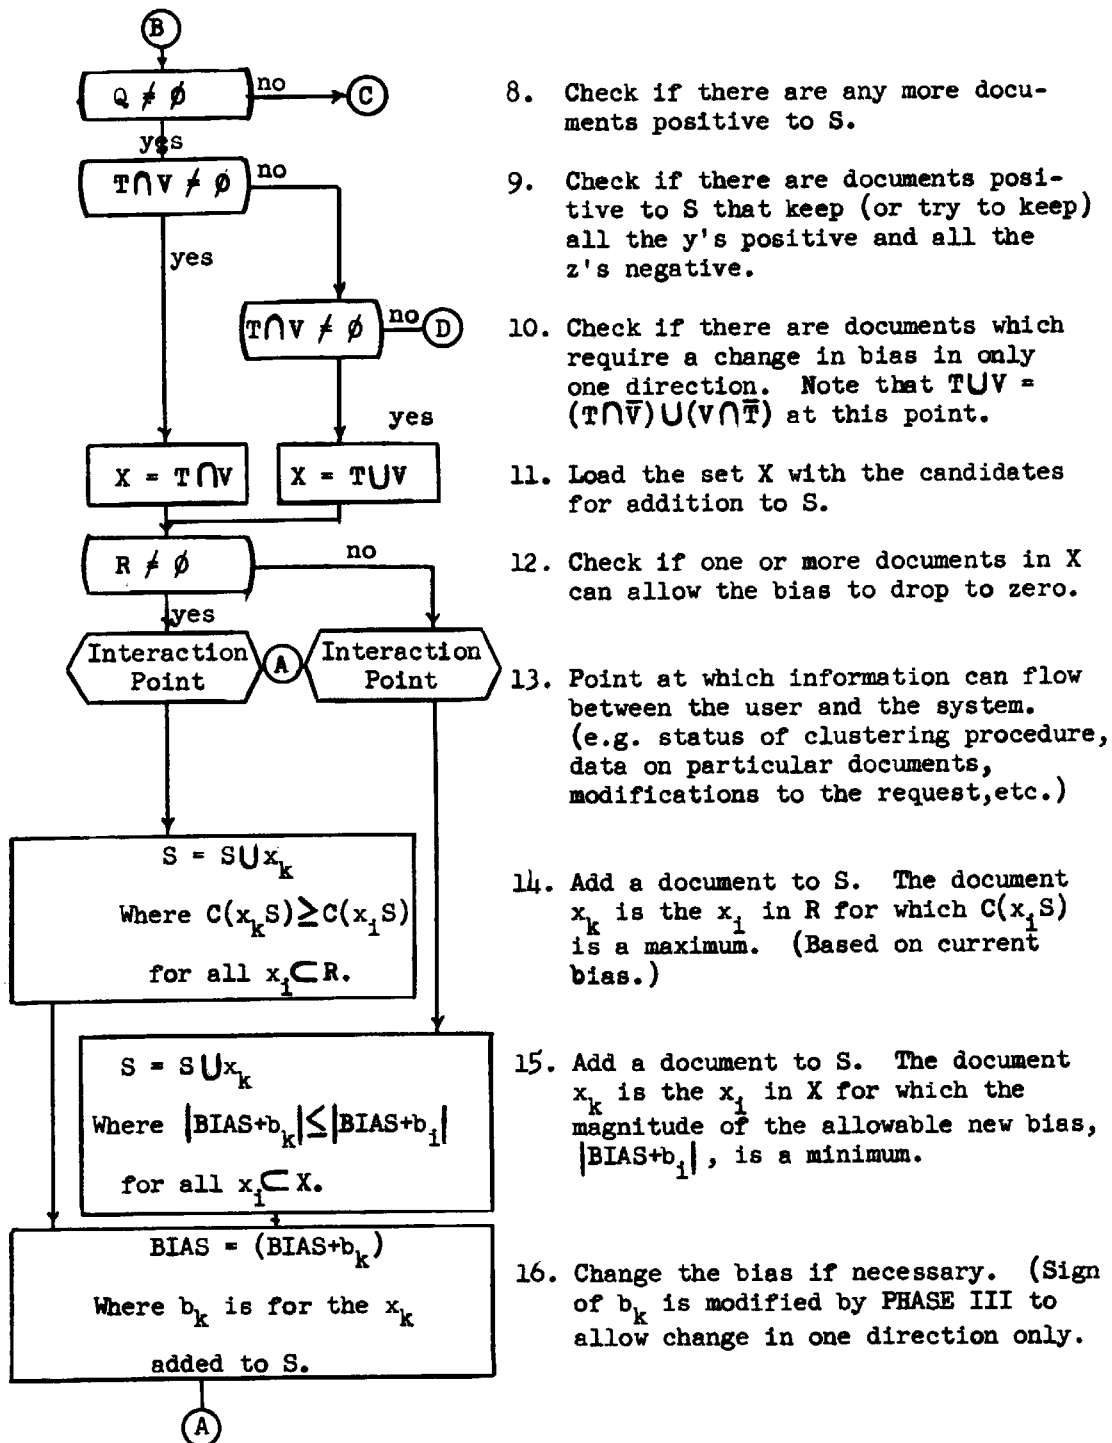 B
Q ≠ ∅
no
C
yes
T∩V ≠ ∅
no
yes
T∩V ≠ ∅
no
D
yes
X = T∩V
X = T∪V
R ≠ ∅
no
yes
Interaction
Point
A
Interaction
Point
S = S∪x_k
Where C(x_k S)≥C(x_i S)
for all x_i⊂R.
S = S∪x_k
Where |BIAS+b_k|≤|BIAS+b_i|
for all x_i⊂X.
BIAS = (BIAS+b_k)
Where b_k is for the x_k
added to S.
A
8. Check if there are any more docu-
ments positive to S.
9. Check if there are documents posi-
tive to S that keep (or try to keep)
all the y's positive and all the
z's negative.
10. Check if there are documents which
require a change in bias in only
one direction. Note that T∪V =
(T∩V̅)∪(V∩T̅) at this point.
11. Load the set X with the candidates
for addition to S.
12. Check if one or more documents in X
can allow the bias to drop to zero.
13. Point at which information can flow
between the user and the system.
(e.g. status of clustering procedure,
data on particular documents,
modifications to the request,etc.)
14. Add a document to S. The document
x_k is the x_i in R for which C(x_i S)
is a maximum. (Based on current
bias.)
15. Add a document to S. The document
x_k is the x_i in X for which the
magnitude of the allowable new bias,
|BIAS+b_i|, is a minimum.
16. Change the bias if necessary. (Sign
of b_k is modified by PHASE III to
allow change in one direction only.